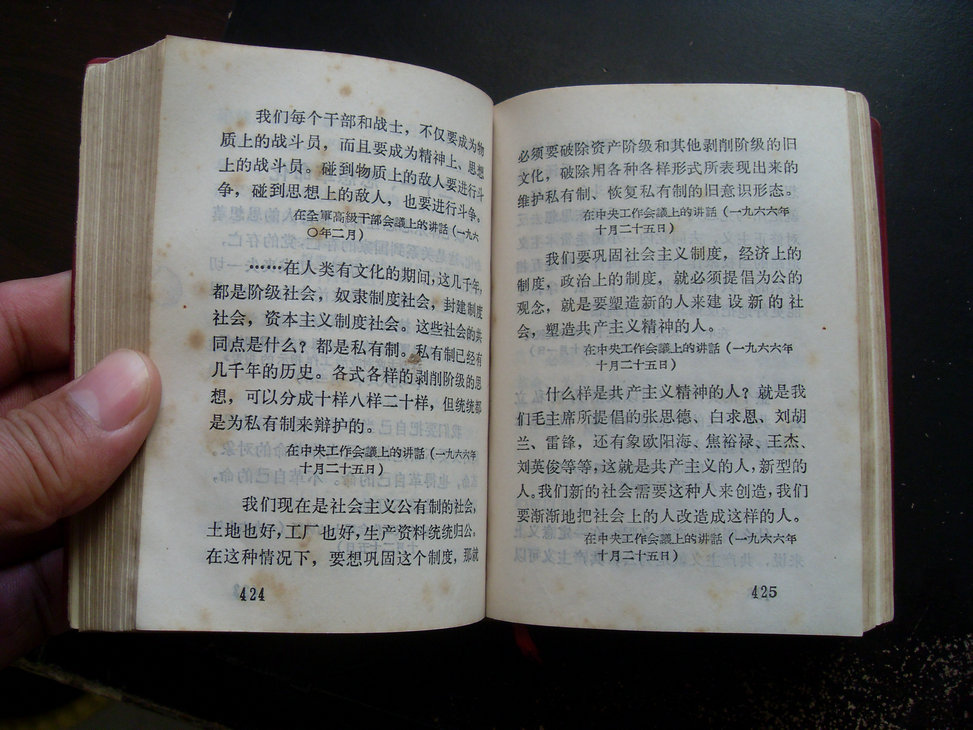 我们每个干部和战士，不仅要成为物
质上的战斗员，而且要成为精神上、思想
上的战斗员。碰到物质上的敌人要进行斗
争，碰到思想上的敌人，也要进行斗争。
在全軍高級干部会議上的讲話（一九六
〇年二月）
……在人类有文化的期间，这几千年，
都是阶级社会，奴隶制度社会，封建制度
社会，资本主义制度社会。这些社会的共
同点是什么？都是私有制。私有制已经有
几千年的历史。各式各样的剥削阶级的思
想，可以分成十样八样二十样，但统统都
是为私有制来辩护的。
在中央工作会議上的讲話（一九六六年
十月二十五日）
我们现在是社会主义公有制的社会，
土地也好，工厂也好，生产资料统统归公。
在这种情况下，要想巩固这个制度，那就
424
必须要破除资产阶级和其他剥削阶级的旧
文化，破除用各种各样形式所表现出来的
维护私有制、恢复私有制的旧意识形态。
在中央工作会議上的讲話（一九六六年
十月二十五日）
我们要巩固社会主义制度，经济上的
制度，政治上的制度，就必须提倡为公的
观念，就是要塑造新的人来建设新的社
会，塑造共产主义精神的人。
在中央工作会議上的讲話（一九六六年
十月二十五日）
什么样是共产主义精神的人？就是我
们毛主席所提倡的张思德、白求恩、刘胡
兰、雷锋，还有象欧阳海、焦裕禄、王杰、
刘英俊等等，这就是共产主义的人，新型的
人。我们新的社会需要这种人来创造，我们
要渐渐地把社会上的人改造成这样的人。
在中央工作会議上的讲話（一九六六年
十月二十五日）
425